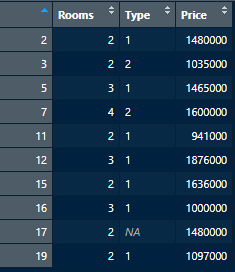 Rooms Type Price
2 2 1 1480000
3 2 2 1035000
5 3 1 1465000
7 4 2 1600000
11 2 1 941000
12 3 1 1876000
15 2 1 1636000
16 3 1 1000000
17 2 NA 1480000
19 2 1 1097000